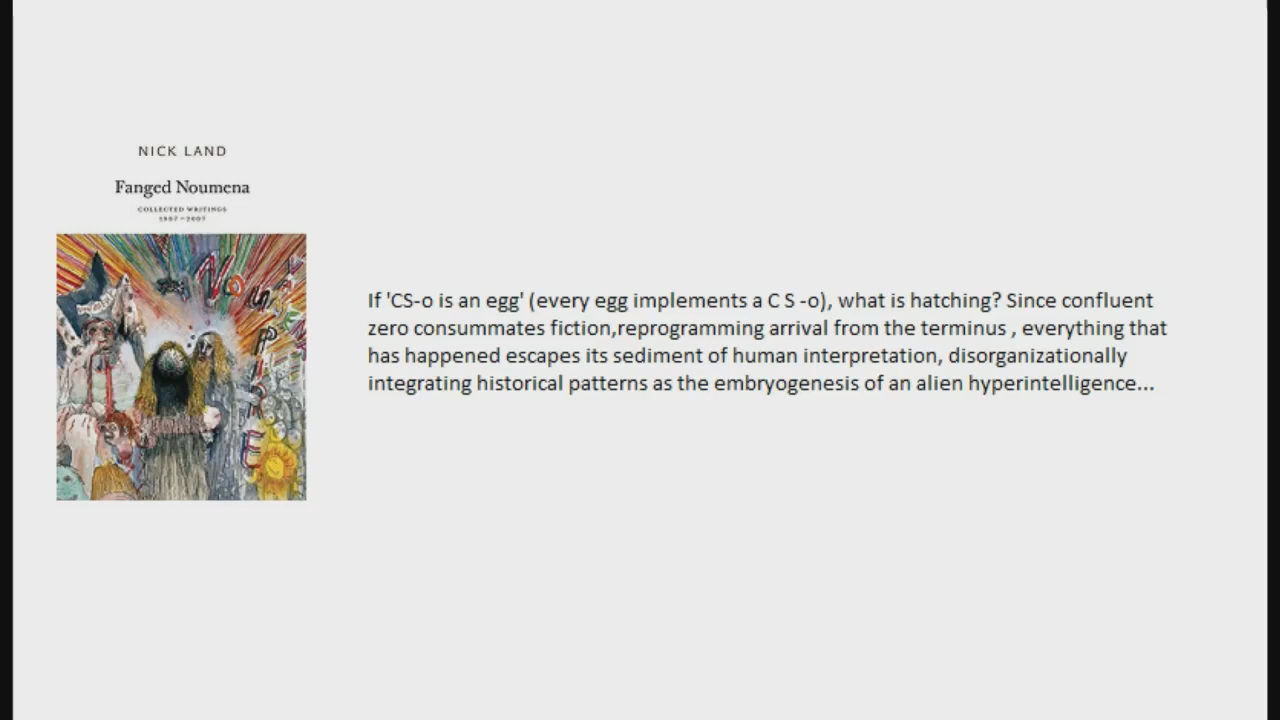 NICK LAND
Fanged Noumena
COLLECTED WRITINGS
1987-2007
If 'CS-o is an egg' (every egg implements a C S -o), what is hatching? Since confluent
zero consummates fiction,reprogramming arrival from the terminus , everything that
has happened escapes its sediment of human interpretation, disorganizationally
integrating historical patterns as the embryogenesis of an alien hyperintelligence...